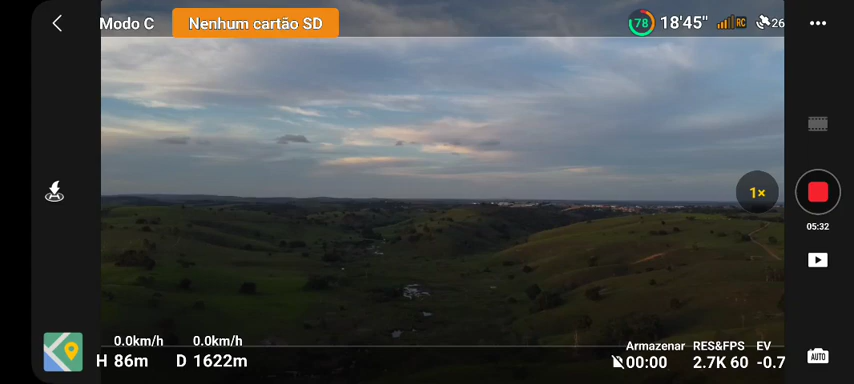 Modo C
Nenhum cartão SD
78
18'45"
RC
26
1×
05:32
0.0km/h
0.0km/h
H 86m
D 1622m
Armazenar
00:00
RES&FPS
2.7K 60
EV
-0.7
AUTO